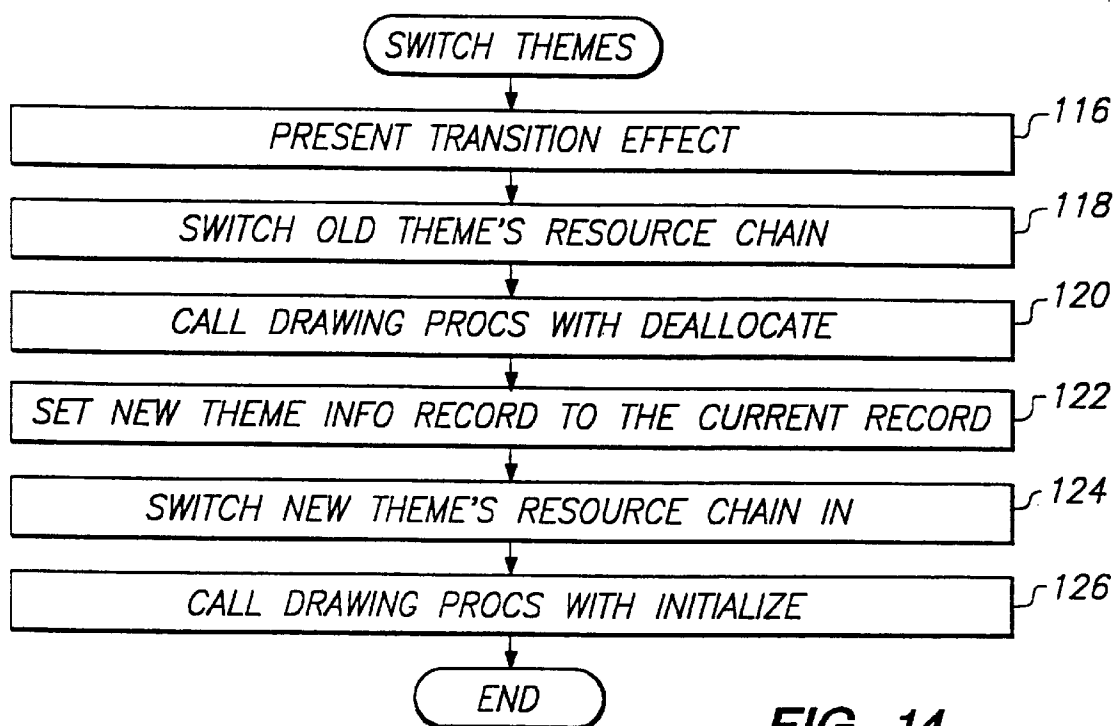 SWITCH THEMES
PRESENT TRANSITION EFFECT
116
SWITCH OLD THEME'S RESOURCE CHAIN
118
CALL DRAWING PROCS WITH DEALLOCATE
120
SET NEW THEME INFO RECORD TO THE CURRENT RECORD
122
SWITCH NEW THEME'S RESOURCE CHAIN IN
124
CALL DRAWING PROCS WITH INITIALIZE
126
END
FIG. 14